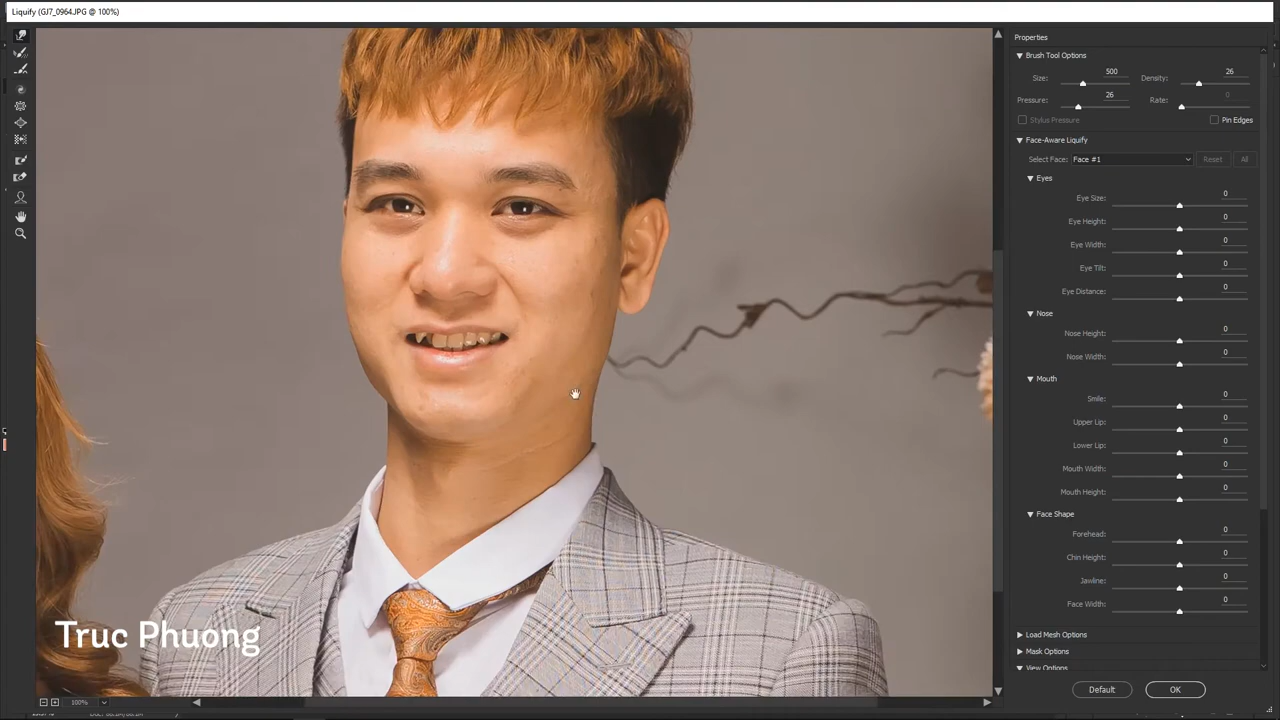 Liquify (GJ7_0964.JPG @ 100%)
Properties
Brush Tool Options
Size: 500 Density: 26
Pressure: 26 Rate: 0
Stylus Pressure Pin Edges
Face-Aware Liquify
Select Face: Face #1 Reset All
Eyes
Eye Size: 0
Eye Height: 0
Eye Width: 0
Eye Tilt: 0
Eye Distance: 0
Nose
Nose Height: 0
Nose Width: 0
Mouth
Smile: 0
Upper Lip: 0
Lower Lip: 0
Mouth Width: 0
Mouth Height: 0
Face Shape
Forehead: 0
Chin Height: 0
Jawline: 0
Face Width: 0
Load Mesh Options
Mask Options
View Options
Truc Phuong
Default OK
100%